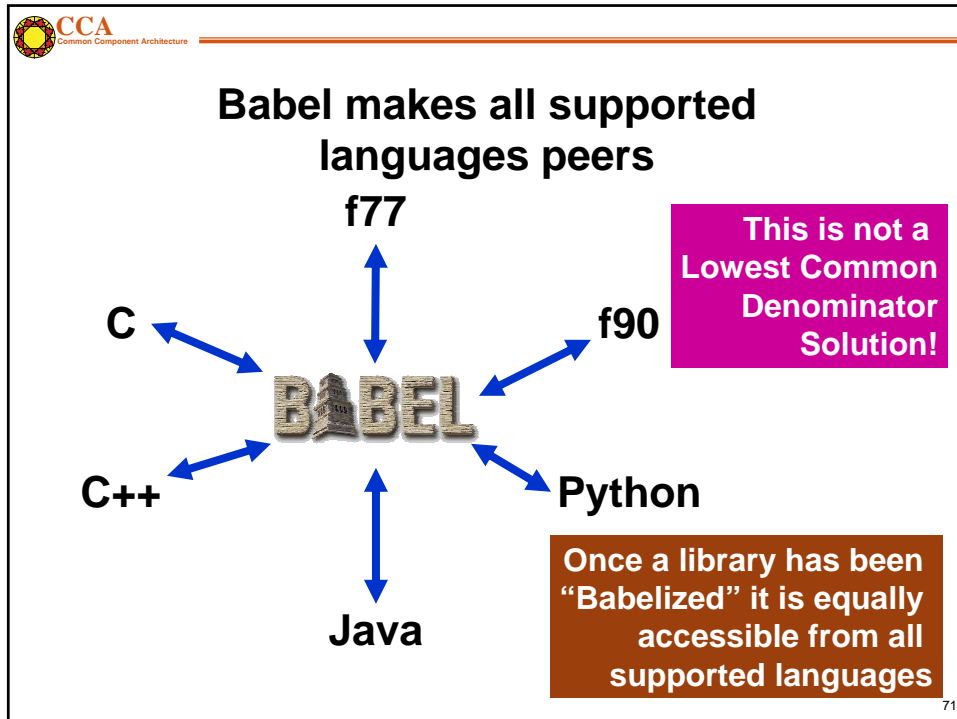 CCA
Common Component Architecture
Babel makes all supported
languages peers
f77
This is not a
Lowest Common
Denominator
Solution!
C
f90
BABEL
C++
Python
Java
Once a library has been
“Babelized” it is equally
accessible from all
supported languages
71